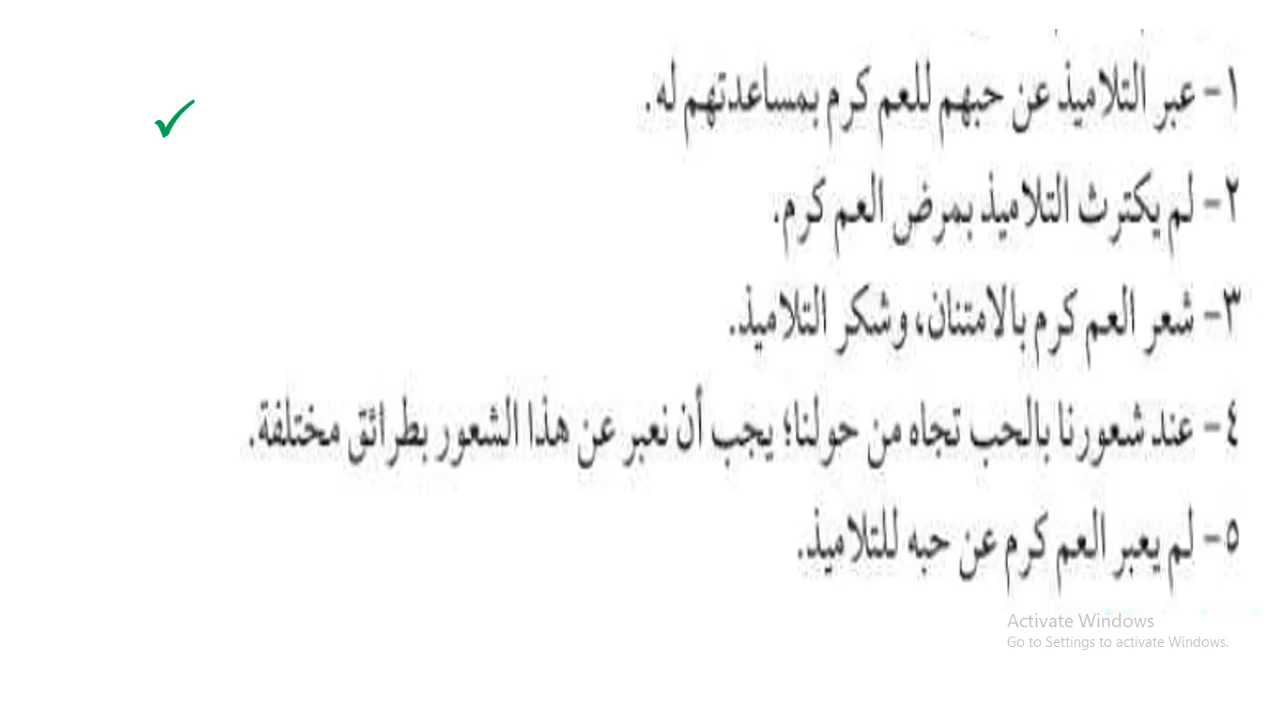 ١- عبر التلاميذ عن حبهم للعم كرم بمساعدتهم له.
٢- لم يكترث التلاميذ بمرض العم كرم.
٣- شعر العم كرم بالامتنان، وشكر التلاميذ.
٤- عند شعورنا بالحب تجاه من حولنا؛ يجب أن نعبر عن هذا الشعور بطرائق مختلفة.
٥- لم يعبر العم كرم عن حبه للتلاميذ.
Activate Windows
Go to Settings to activate Windows.